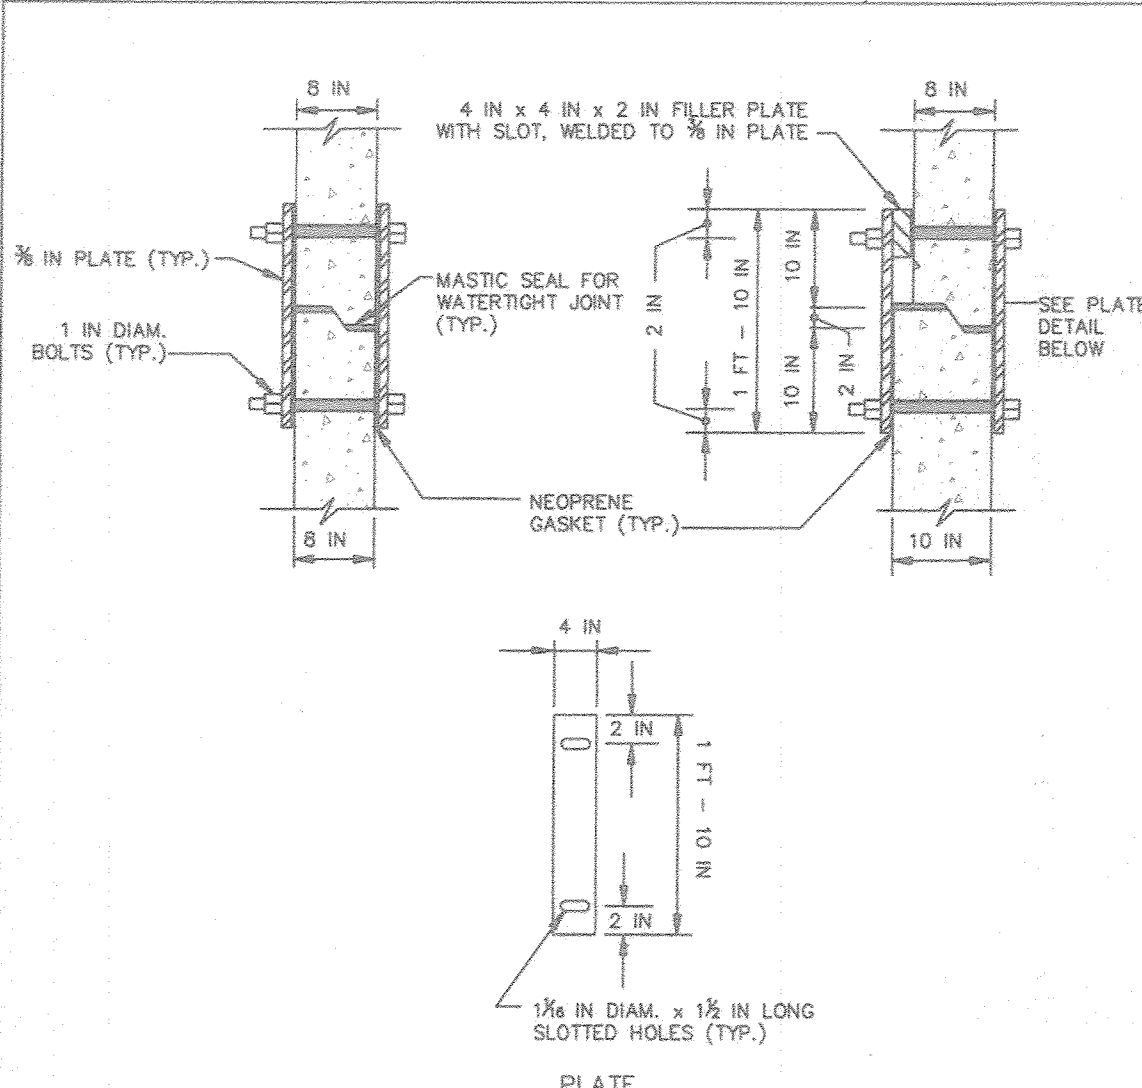 8 IN
4 IN x 4 IN x 2 IN FILLER PLATE
WITH SLOT, WELDED TO ⅜ IN PLATE
8 IN
⅜ IN PLATE (TYP.)
MASTIC SEAL FOR
WATERTIGHT JOINT
(TYP.)
1 IN DIAM.
BOLTS (TYP.)
2 IN
1 FT - 10 IN
10 IN
10 IN
2 IN
SEE PLATE
DETAIL
BELOW
NEOPRENE
GASKET (TYP.)
8 IN
10 IN
4 IN
2 IN
1 FT - 10 IN
2 IN
1 1/16 IN DIAM. x 1½ IN LONG
SLOTTED HOLES (TYP.)
PLATE